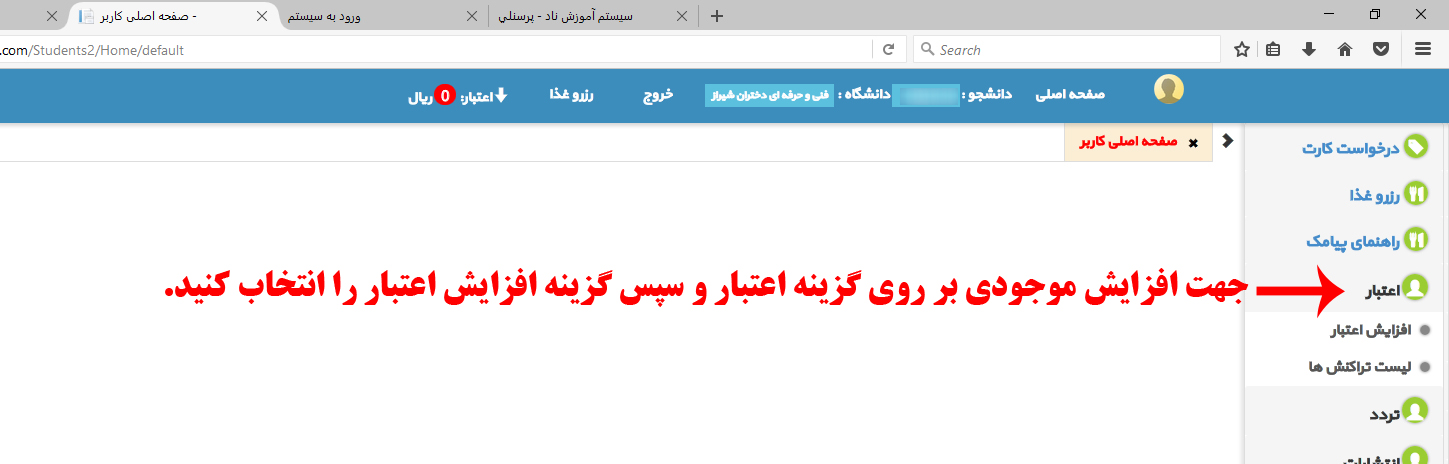 صفحه اصلی کاربر -
ورود به سیستم
سیستم آموزش ناد - پرسنلي
.com/Students2/Home/default
Search
صفحه اصلی
دانشجو :
دانشگاه : فنی و حرفه ای دختران شیراز
خروج
رزرو غذا
اعتبار: 0 ریال
صفحه اصلی کاربر
درخواست کارت
رزرو غذا
راهنمای پیامک
جهت افزایش موجودی بر روی گزینه اعتبار و سپس گزینه افزایش اعتبار را انتخاب کنید.
اعتبار
افزایش اعتبار
لیست تراکنش ها
تردد
انتشارات